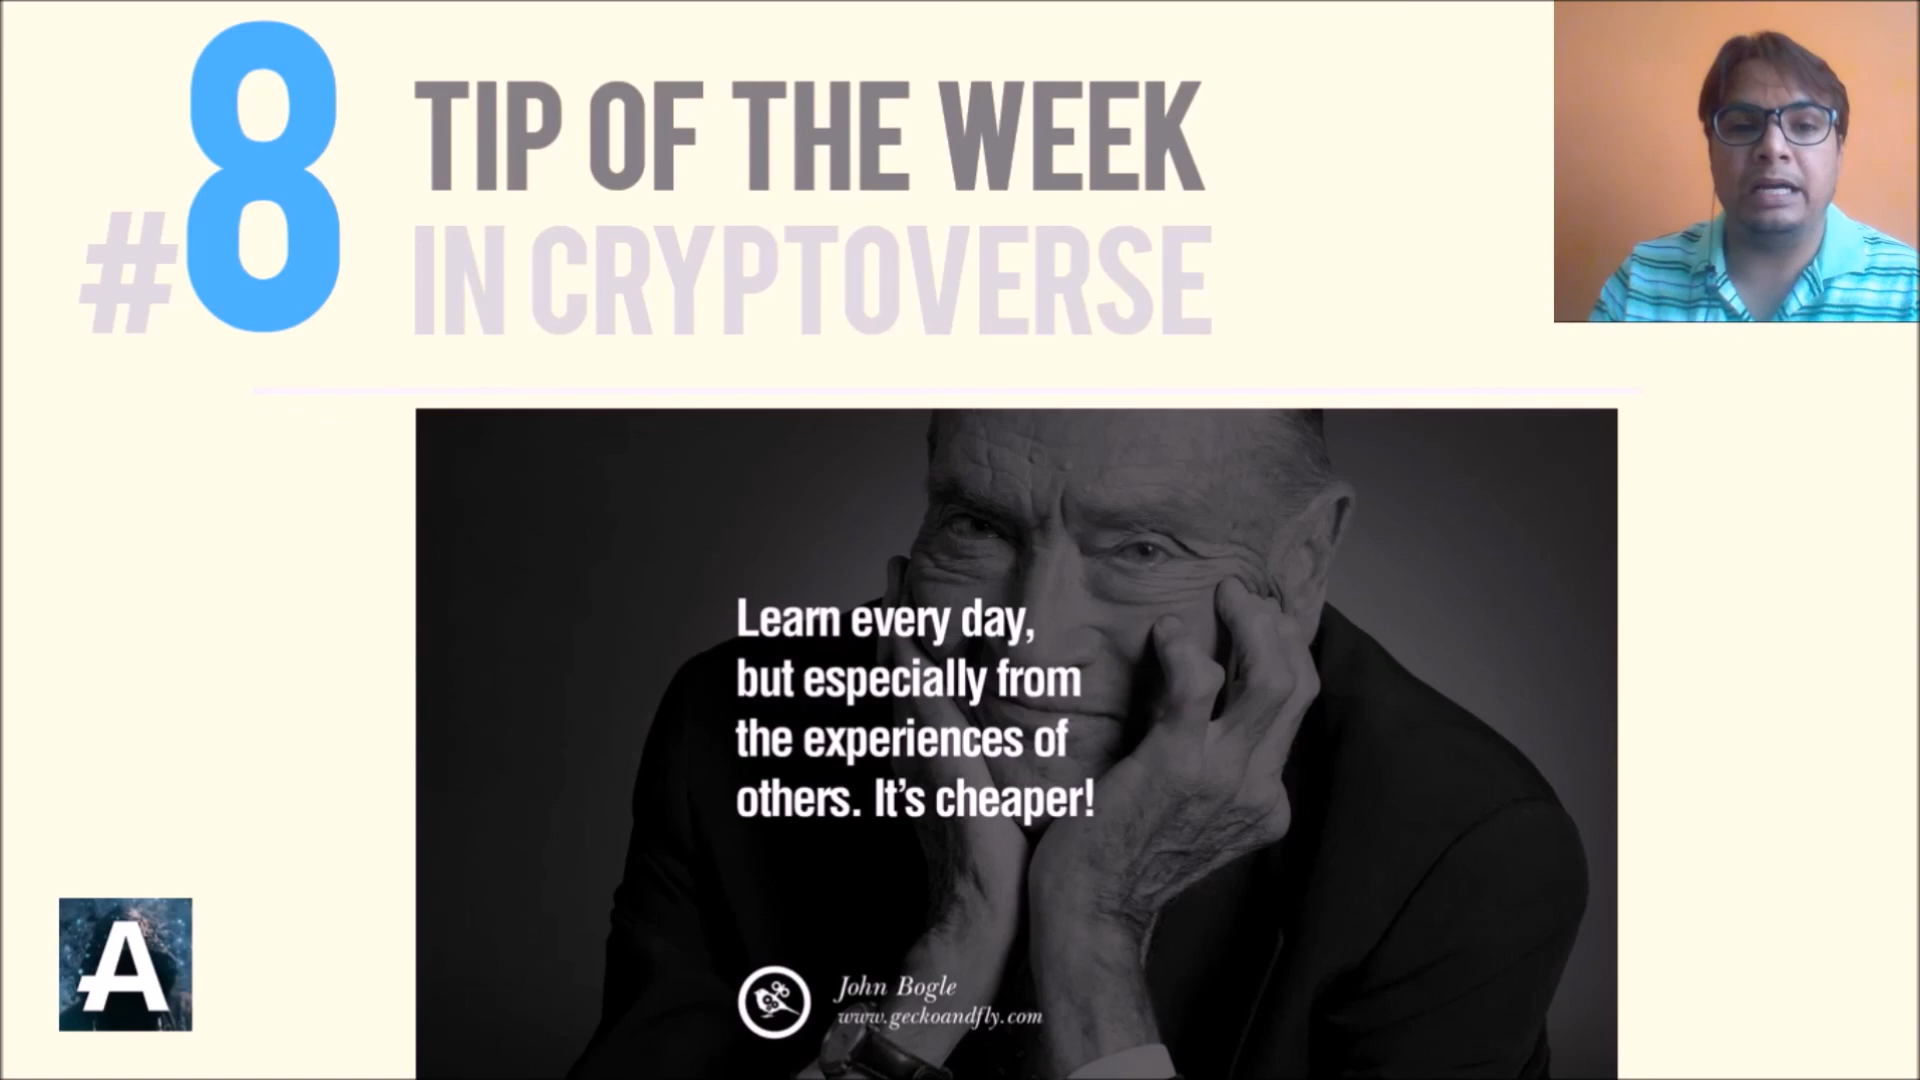 #8
TIP OF THE WEEK
IN CRYPTOVERSE
Learn every day,
but especially from
the experiences of
others. It's cheaper!
John Bogle
www.geckoandfly.com
A